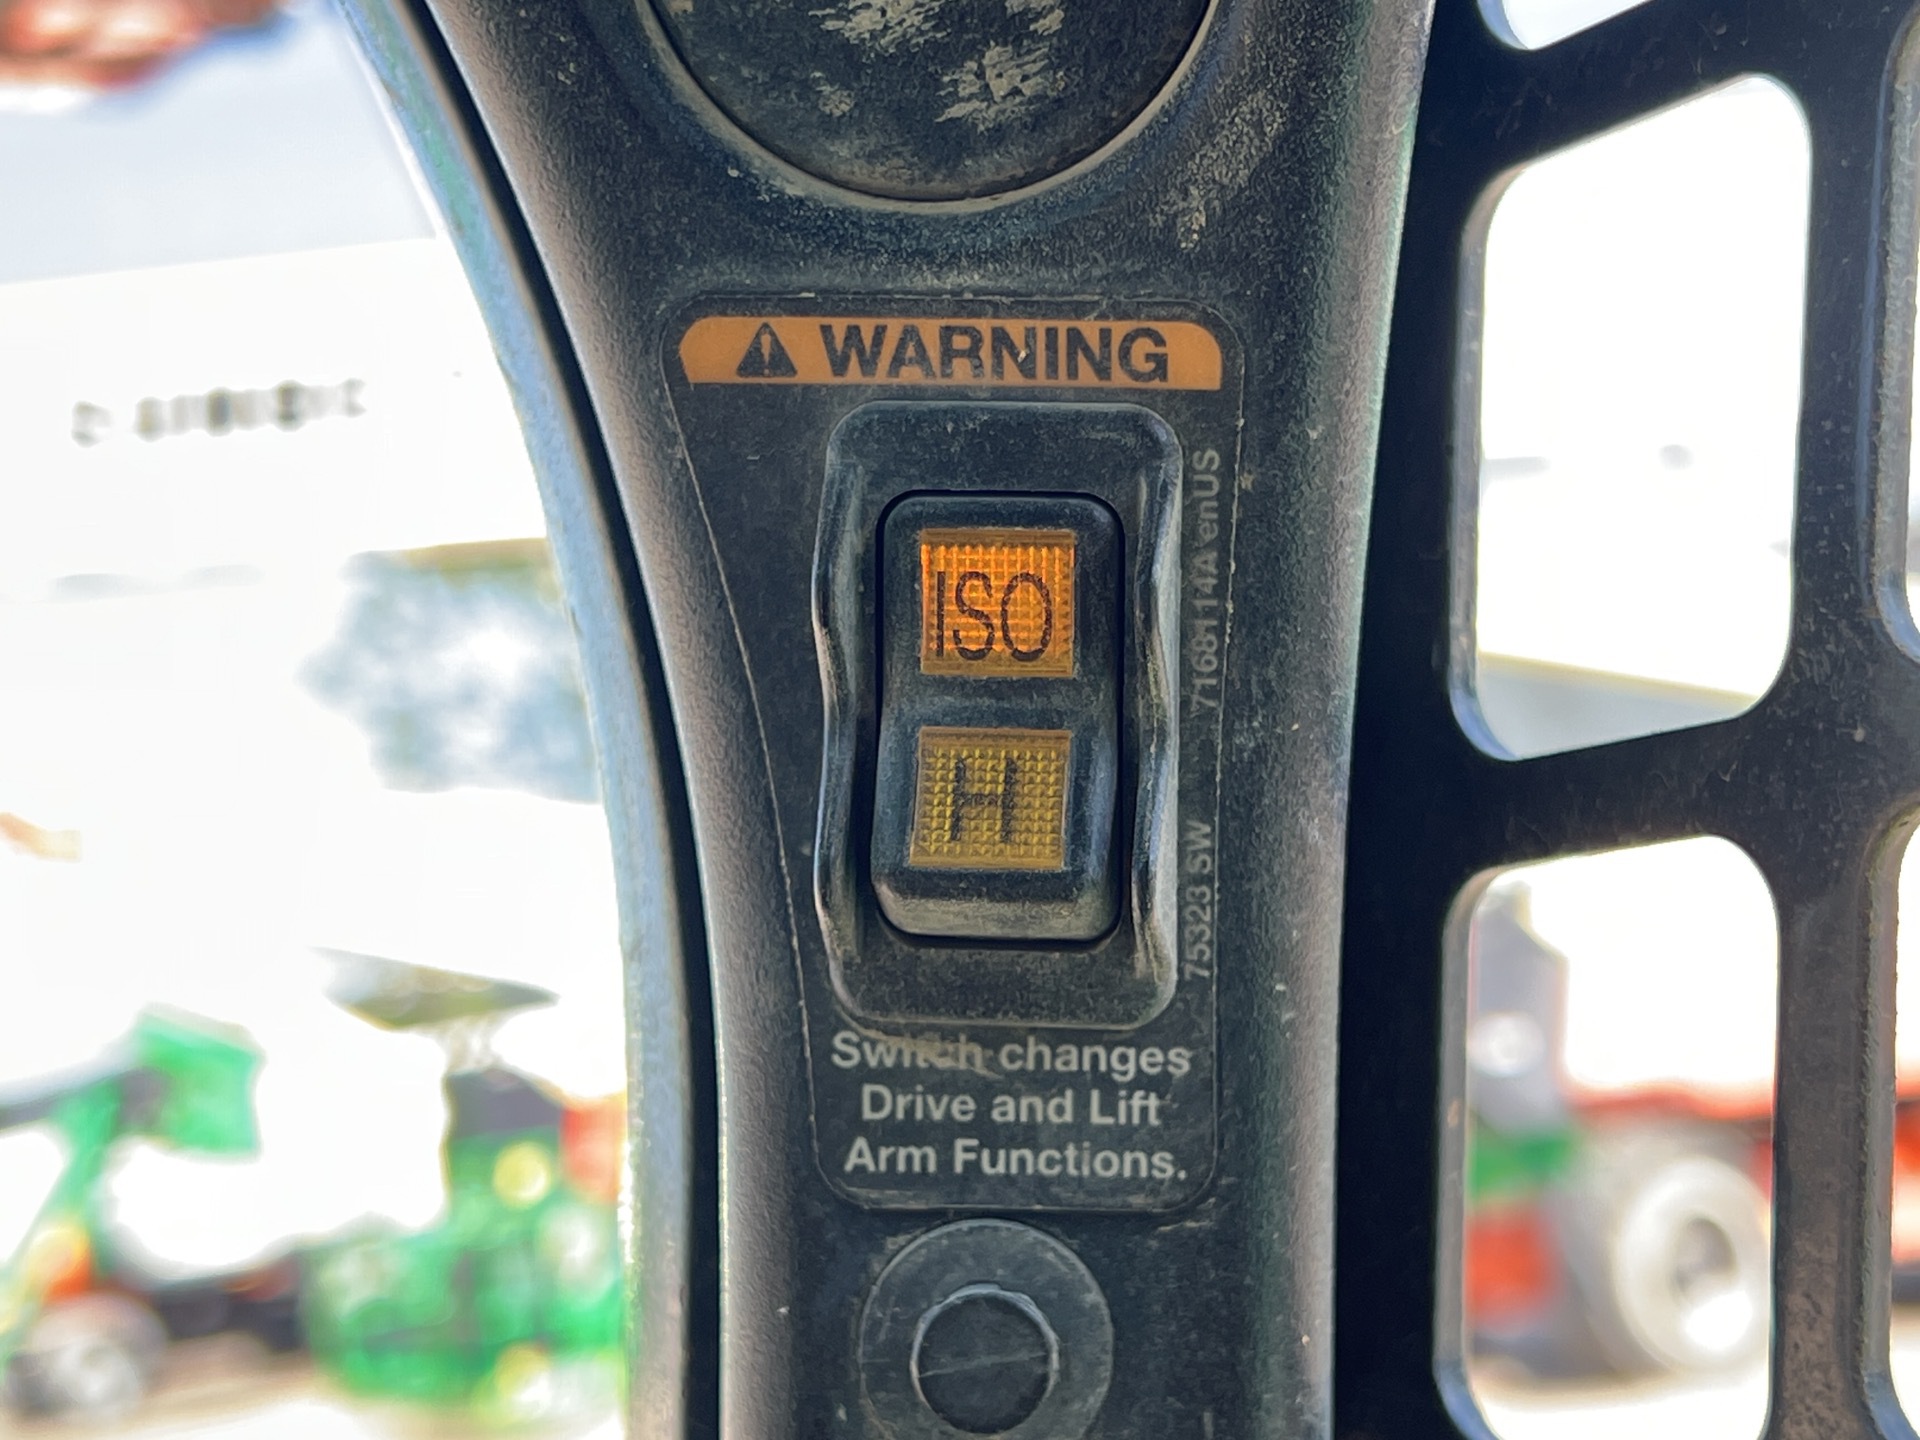 WARNING
ISO
H
Switch changes
Drive and Lift
Arm Functions.
75323 SW 7168114A enUS